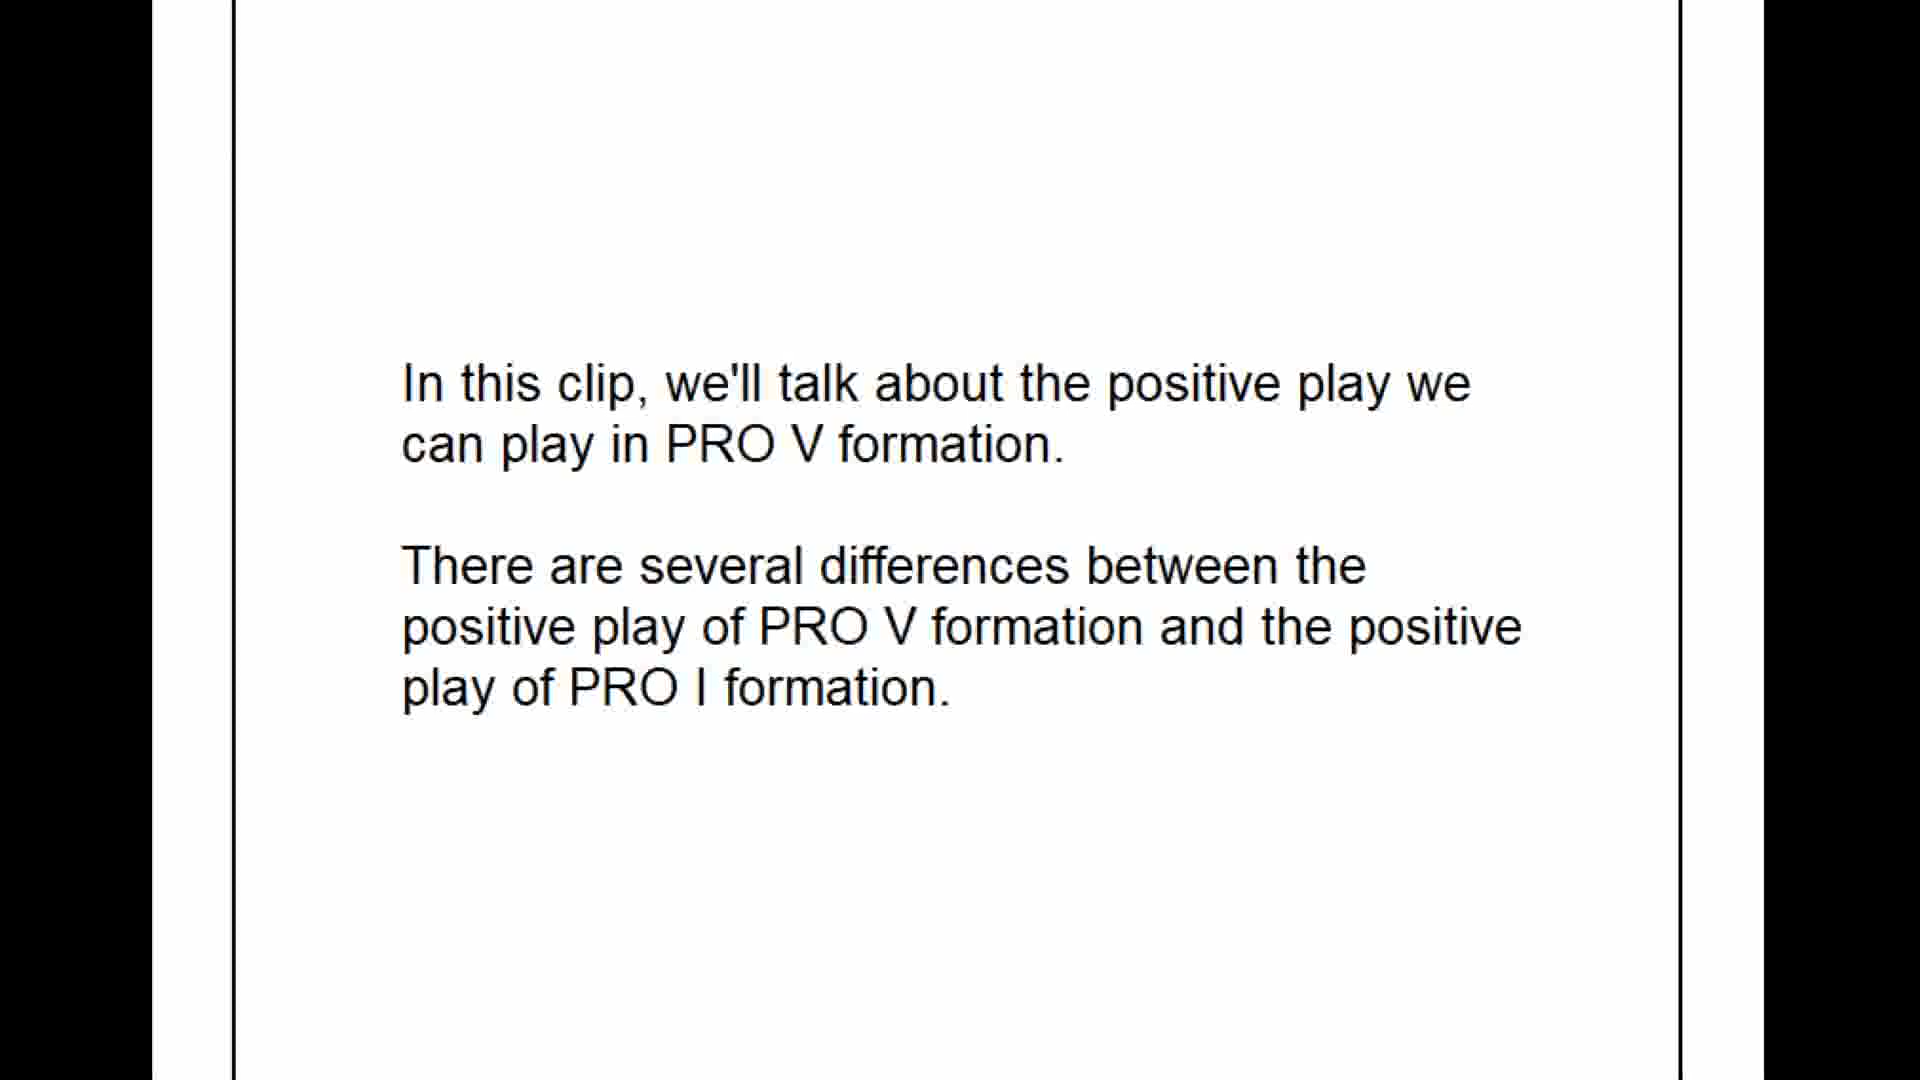 In this clip, we'll talk about the positive play we
can play in PRO V formation.
There are several differences between the
positive play of PRO V formation and the positive
play of PRO I formation.